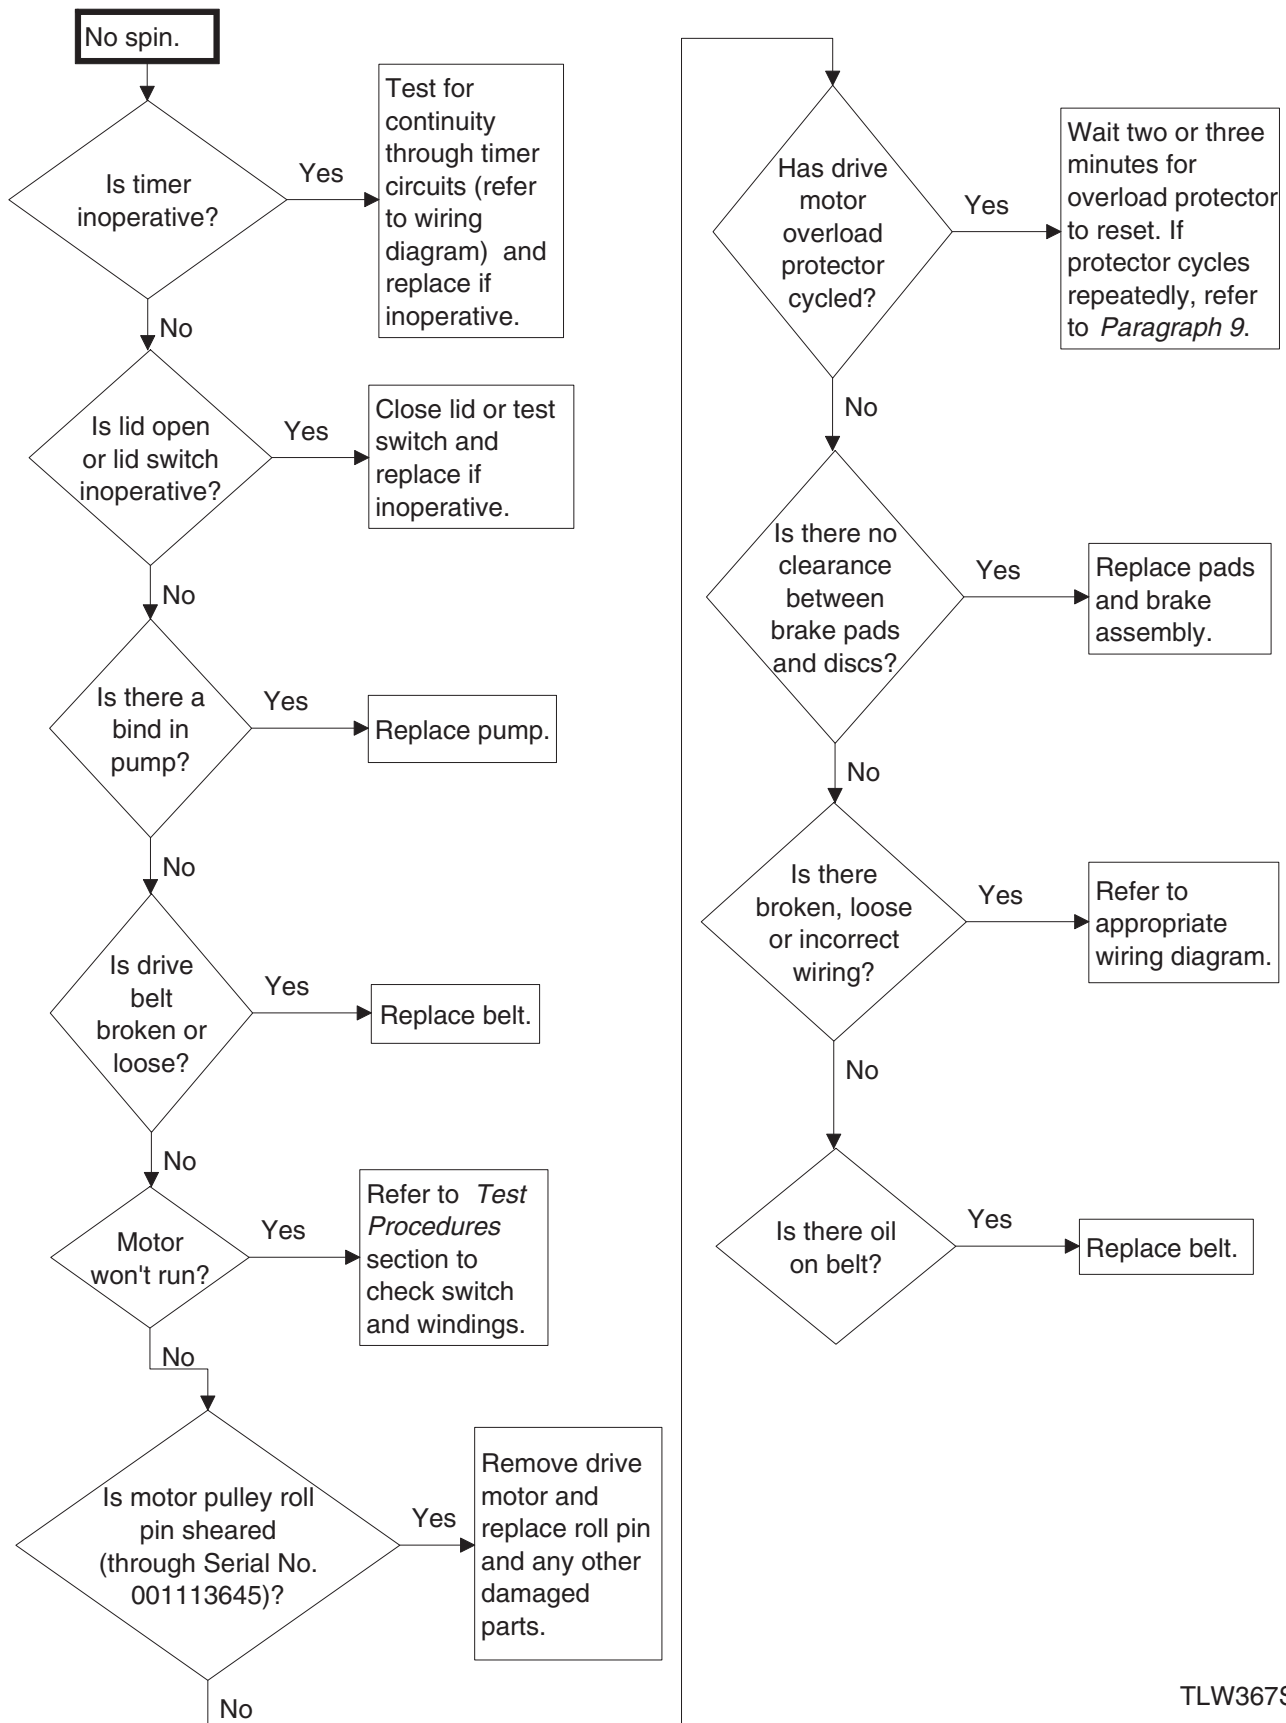 No spin.
Is timer
inoperative?
Yes
Test for
continuity
through timer
circuits (refer
to wiring
diagram) and
replace if
inoperative.
No
Is lid open
or lid switch
inoperative?
Yes
Close lid or test
switch and
replace if
inoperative.
No
Is there a
bind in
pump?
Yes
Replace pump.
No
Is drive
belt
broken or
loose?
Yes
Replace belt.
No
Motor
won't run?
Yes
Refer to Test
Procedures
section to
check switch
and windings.
No
Is motor pulley roll
pin sheared
(through Serial No.
001113645)?
Yes
Remove drive
motor and
replace roll pin
and any other
damaged
parts.
No
Has drive
motor
overload
protector
cycled?
Yes
Wait two or three
minutes for
overload protector
to reset. If
protector cycles
repeatedly, refer
to Paragraph 9.
No
Is there no
clearance
between
brake pads
and discs?
Yes
Replace pads
and brake
assembly.
No
Is there
broken, loose
or incorrect
wiring?
Yes
Refer to
appropriate
wiring diagram.
No
Is there oil
on belt?
Yes
Replace belt.
TLW367S